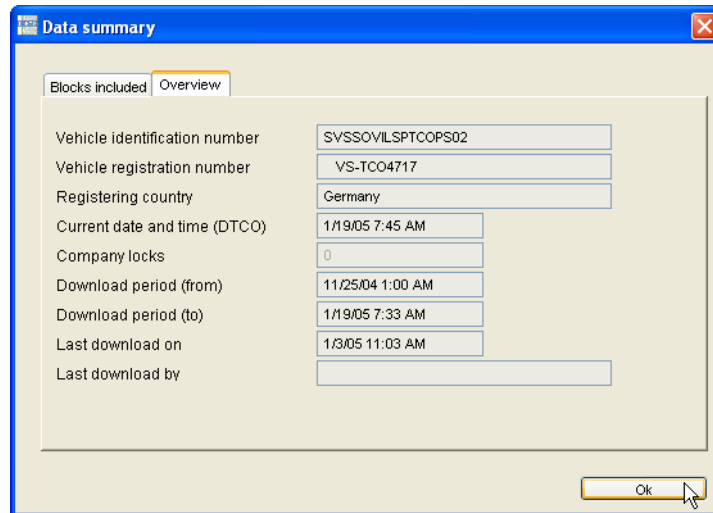 Data summary
Blocks included Overview
Vehicle identification number SVSSOVILSPTCOPS02
Vehicle registration number VS-TCO4717
Registering country Germany
Current date and time (DTCO) 1/19/05 7:45 AM
Company locks 0
Download period (from) 11/25/04 1:00 AM
Download period (to) 1/19/05 7:33 AM
Last download on 1/3/05 11:03 AM
Last download by
Ok